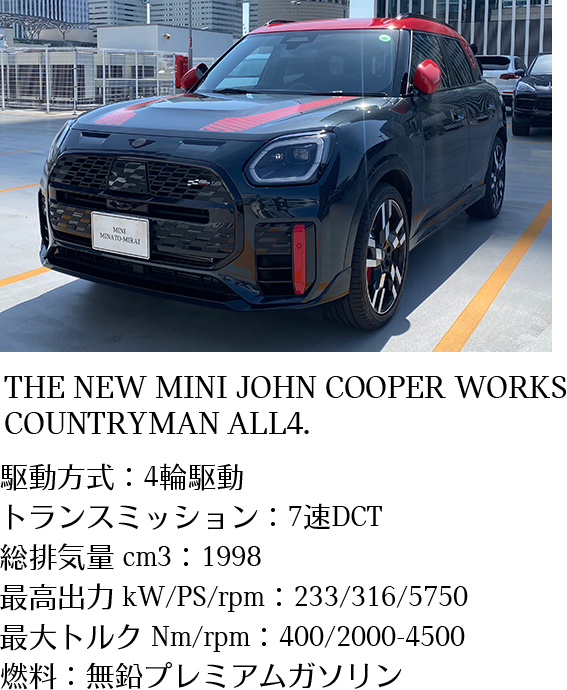 MINI
MINATO-MIRAI
THE NEW MINI JOHN COOPER WORKS
COUNTRYMAN ALL4.
駆動方式：4輪駆動
トランスミッション：7速DCT
総排気量 cm3：1998
最高出力 kW/PS/rpm：233/316/5750
最大トルク Nm/rpm：400/2000-4500
燃料：無鉛プレミアムガソリン